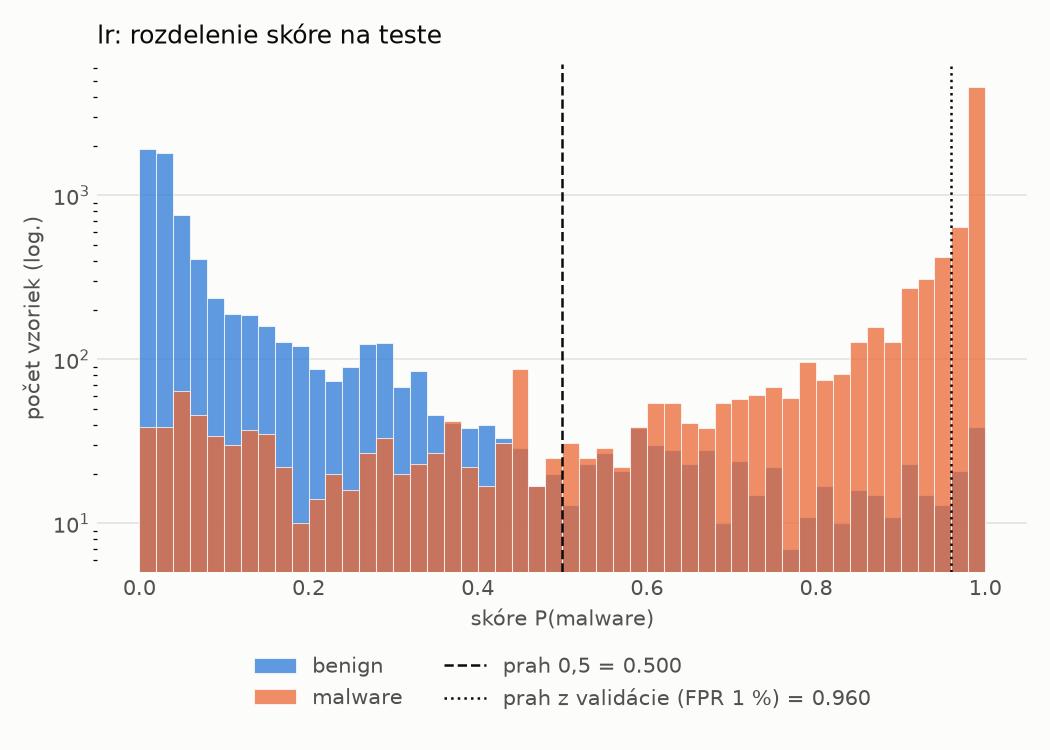 lr: rozdelenie skóre na teste
počet vzoriek (log.)
10³
10²
10¹
0.0 0.2 0.4 0.6 0.8 1.0
skóre P(malware)
benign
malware
prah 0,5 = 0.500
prah z validácie (FPR 1 %) = 0.960